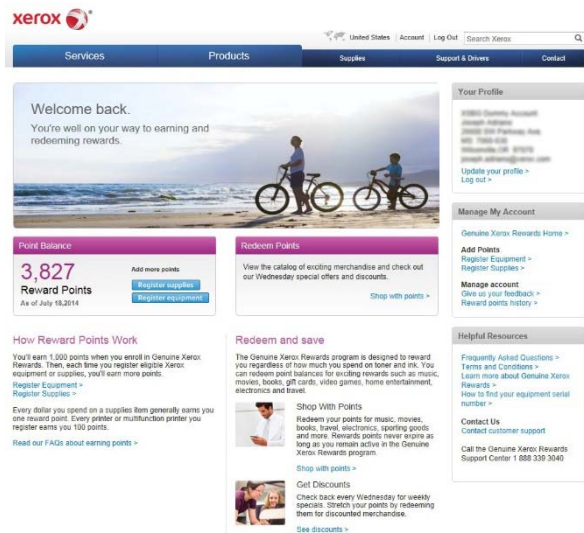 xerox
United States | Account | Log Out
Search Xerox
Services
Products
Supplies
Support & Drivers
Contact
Welcome back.
You're well on your way to earning and
redeeming rewards.
Point Balance
3,827
Reward Points
As of July 18,2014
Add more points
Register supplies
Register equipment
Redeem Points
View the catalog of exciting merchandise and check out
our Wednesday special offers and discounts.
Shop with points >
How Reward Points Work
You'll earn 1,000 points when you enroll in Genuine Xerox
Rewards. Then, each time you register eligible Xerox
equipment or supplies, you'll earn more points.
Register Equipment >
Register Supplies >
Every dollar you spend on a supplies item generally earns you
one reward point. Every printer or multifunction printer you
register earns you 100 points.
Read our FAQs about earning points >
Redeem and save
The Genuine Xerox Rewards program is designed to reward
you regardless of how much you spend on toner and ink. You
can redeem point balances for exciting rewards such as music,
movies, books, gift cards, video games, home entertainment,
electronics and travel.
Shop With Points
Redeem your points for music, movies,
books, travel, electronics, sporting goods
and more. Rewards points never expire as
long as you remain active in the Genuine
Xerox Rewards program.
Shop with points >
Get Discounts
Check back every Wednesday for weekly
specials. Stretch your points by redeeming
them for discounted merchandise.
See discounts >
Your Profile
Update your profile >
Log out >
Manage My Account
Genuine Xerox Rewards Home >
Add Points
Register Equipment >
Register Supplies >
Manage account
Give us your feedback >
Reward points history >
Helpful Resources
Frequently Asked Questions >
Terms and Conditions >
Learn more about Genuine Xerox
Rewards >
How to find your equipment serial
number >
Contact Us
Contact customer support
Call the Genuine Xerox Rewards
Support Center 1 888 339 3040